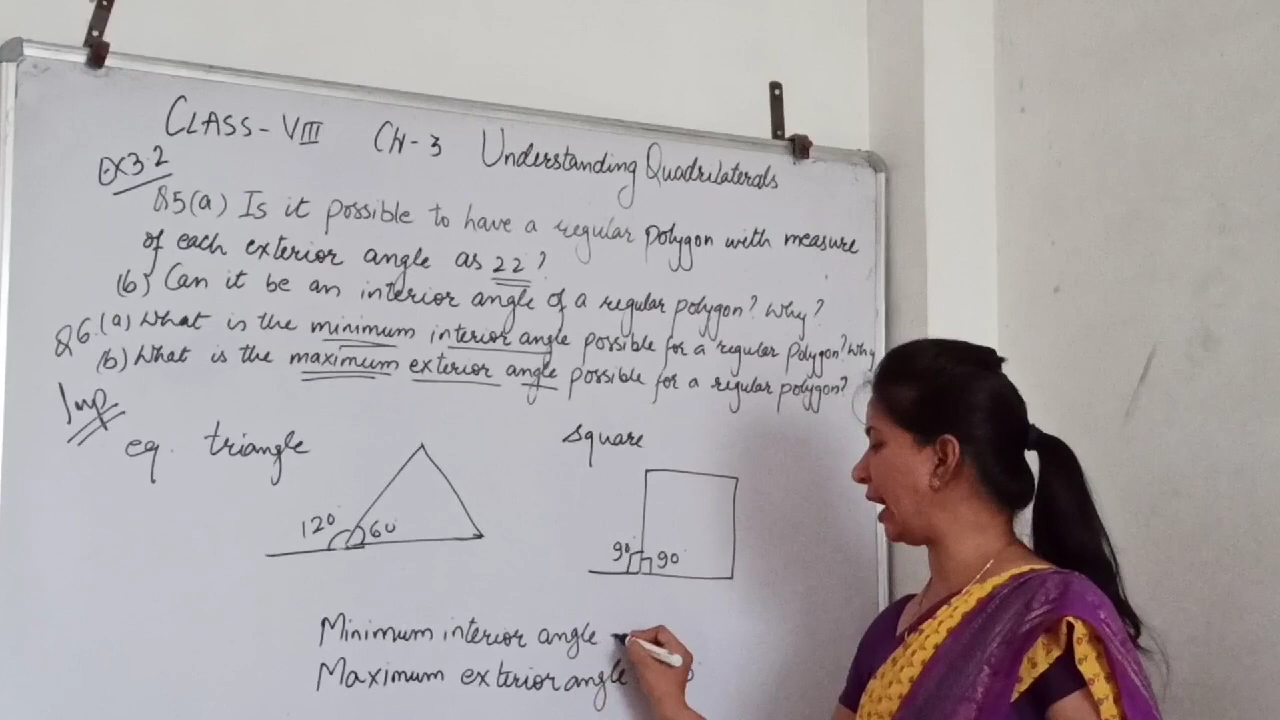 CLASS-VIII CH-3 Understanding Quadrilaterals
EX3.2
Q5(a) Is it possible to have a regular polygon with measure
of each exterior angle as 22?
(b) Can it be an interior angle of a regular polygon? Why?
Q6.(a) What is the minimum interior angle possible for a regular polygon? Why
(b) What is the maximum exterior angle possible for a regular polygon?
Imp
eq. triangle
square
120 60
90 90
Minimum interior angle
Maximum exterior angle